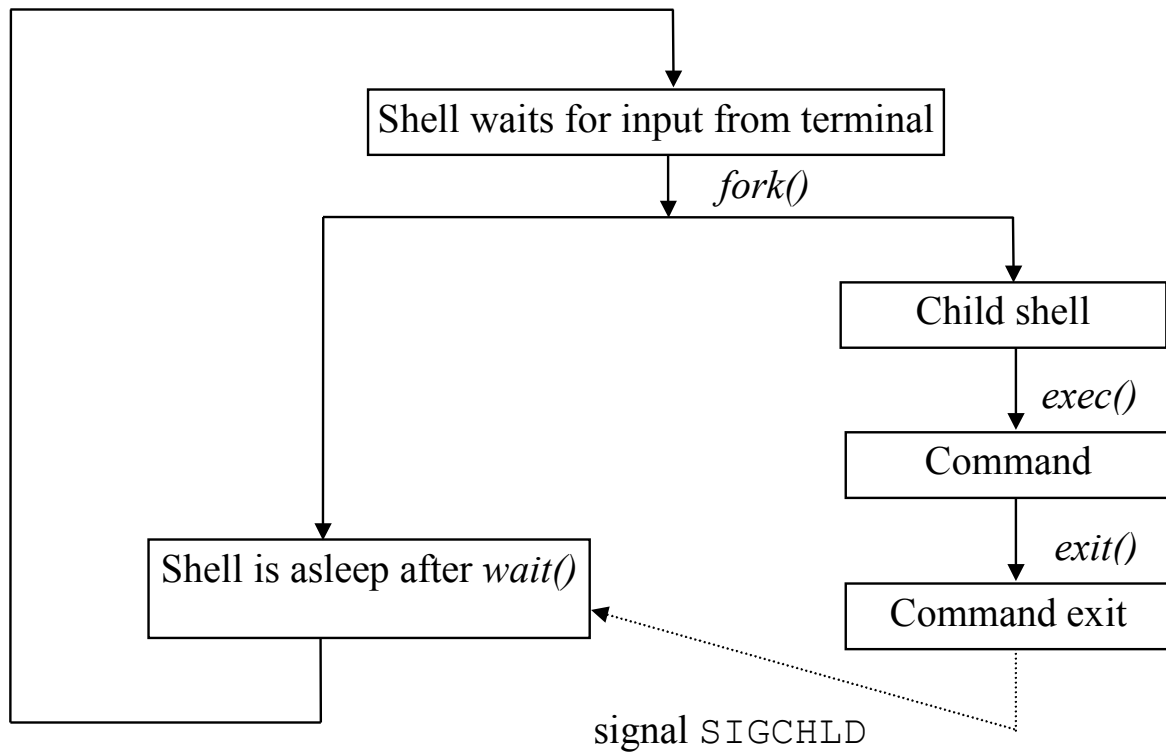 Shell waits for input from terminal
fork()
Child shell
exec()
Command
exit()
Shell is asleep after wait()
Command exit
signal SIGCHLD